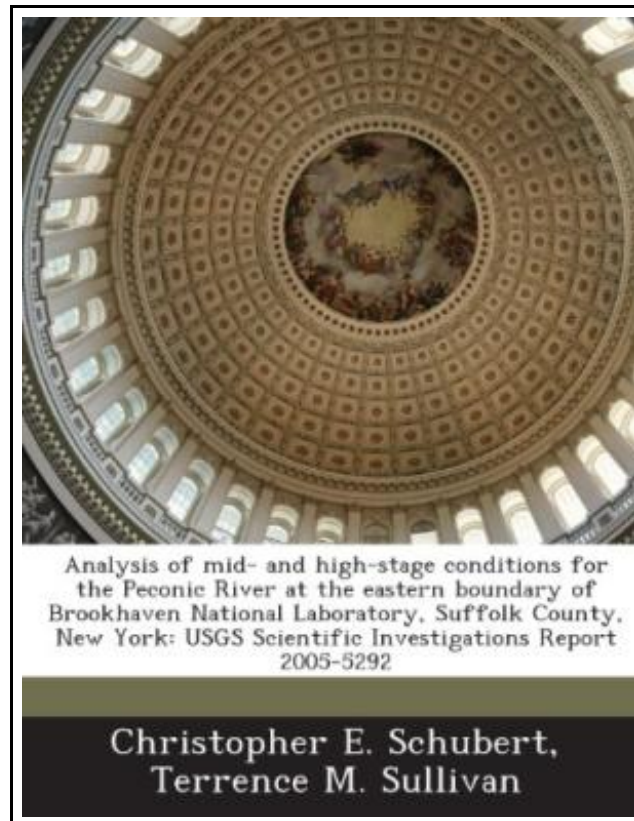 Analysis of mid- and high-stage conditions for
the Peconic River at the eastern boundary of
Brookhaven National Laboratory, Suffolk County,
New York: USGS Scientific Investigations Report
2005-5292
Christopher E. Schubert,
Terrence M. Sullivan